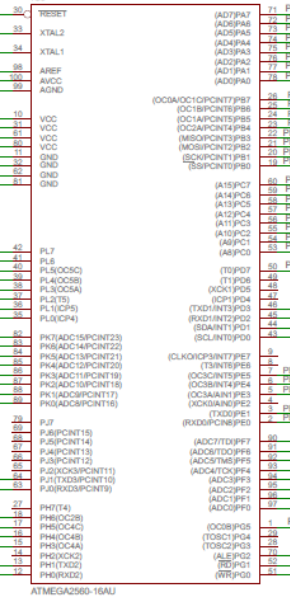 30 RESET (AD7)PA7 71
(AD6)PA6 72
33 XTAL2 (AD5)PA5 73
(AD4)PA4 74
34 XTAL1 (AD3)PA3 75
(AD2)PA2 76
98 AREF (AD1)PA1 77
100 AVCC (AD0)PA0 78
99 AGND
(OC0A/OC1C/PCINT7)PB7 26
(OC1B/PCINT6)PB6 25
10 VCC (OC1A/PCINT5)PB5 24
31 VCC (OC2A/PCINT4)PB4 23
61 VCC (MISO/PCINT3)PB3 22
80 VCC (MOSI/PCINT2)PB2 21
11 GND (SCK/PCINT1)PB1 20
32 GND (SS/PCINT0)PB0 19
62 GND
81 GND (A15)PC7 60
(A14)PC6 59
(A13)PC5 58
(A12)PC4 57
(A11)PC3 56
(A10)PC2 55
(A9)PC1 54
42 PL7 (A8)PC0 53
41 PL6
40 PL5(OC5C) (T0)PD7 50
39 PL4(OC5B) (T1)PD6 49
38 PL3(OC5A) (XCK1)PD5 48
37 PL2(T5) (ICP1)PD4 47
36 PL1(ICP5) (TXD1/INT3)PD3 46
35 PL0(ICP4) (RXD1/INT2)PD2 45
(SDA/INT1)PD1 44
82 PK7(ADC15/PCINT23) (SCL/INT0)PD0 43
83 PK6(ADC14/PCINT22)
84 PK5(ADC13/PCINT21) (CLKO/ICP3/INT7)PE7 9
85 PK4(ADC12/PCINT20) (T3/INT6)PE6 8
86 PK3(ADC11/PCINT19) (OC3C/INT5)PE5 7
87 PK2(ADC10/PCINT18) (OC3B/INT4)PE4 6
88 PK1(ADC9/PCINT17) (OC3A/AIN1)PE3 5
89 PK0(ADC8/PCINT16) (XCK0/AIN0)PE2 4
(TXD0)PE1 3
79 PJ7 (RXD0/PCIN8)PE0 2
69 PJ6(PCINT15)
68 PJ5(PCINT14) (ADC7/TDI)PF7 90
67 PJ4(PCINT13) (ADC6/TDO)PF6 91
66 PJ3(PCINT12) (ADC5/TMS)PF5 92
65 PJ2(XCK3/PCINT11) (ADC4/TCK)PF4 93
64 PJ1(TXD3/PCINT10) (ADC3)PF3 94
63 PJ0(RXD3/PCINT9) (ADC2)PF2 95
(ADC1)PF1 96
27 PH7(T4) (ADC0)PF0 97
18 PH6(OC2B)
17 PH5(OC4C) (OC0B)PG5 1
16 PH4(OC4B) (TOSC1)PG4 29
15 PH3(OC4A) (TOSC2)PG3 28
14 PH2(XCK2) (ALE)PG2 70
13 PH1(TXD2) (RD)PG1 52
12 PH0(RXD2) (WR)PG0 51
ATMEGA2560-16AU